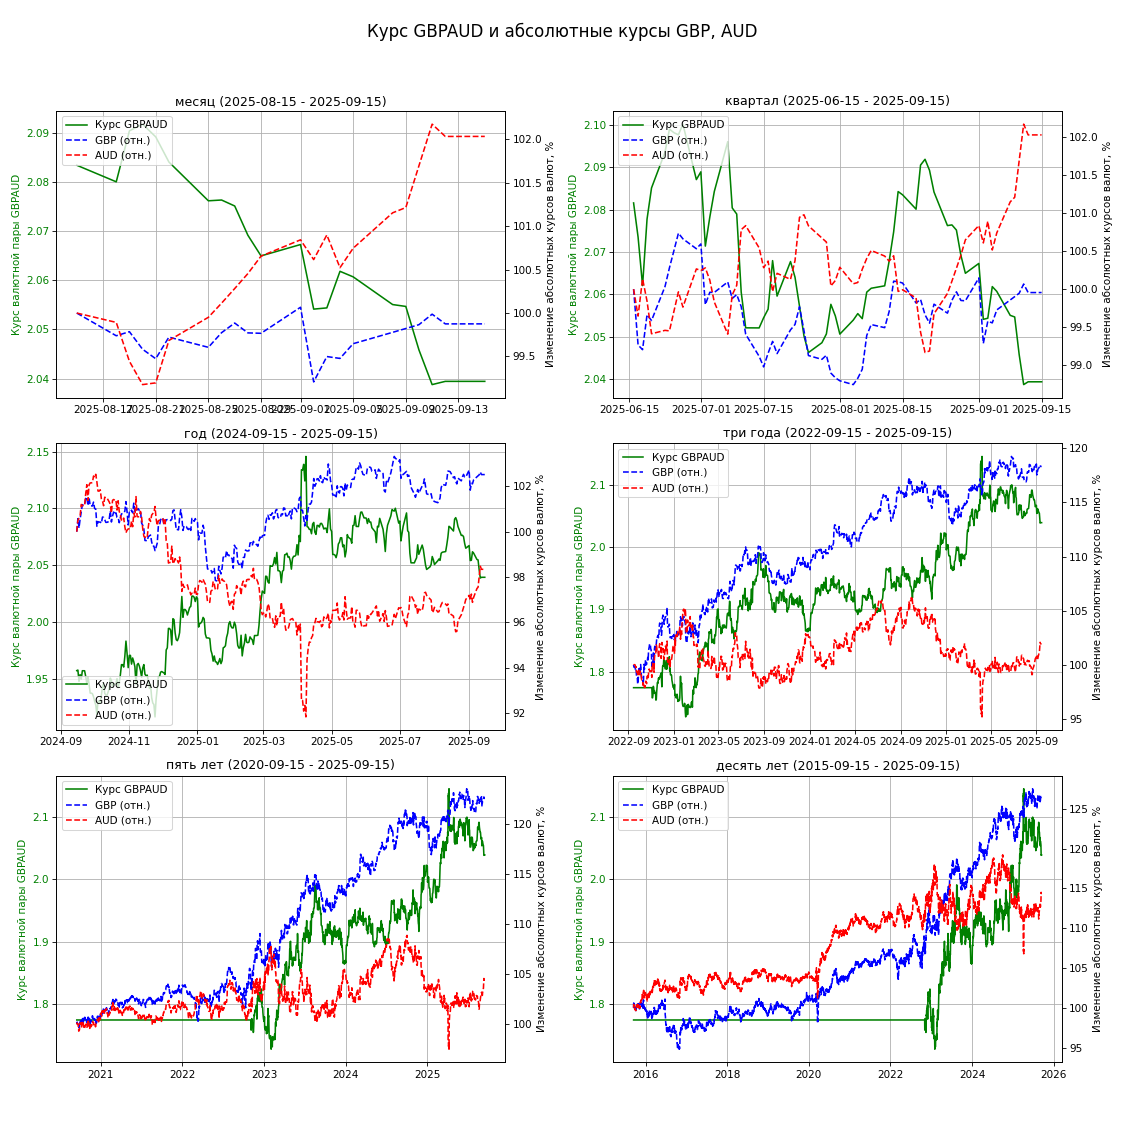 Курс GBPAUD и абсолютные курсы GBP, AUD
месяц (2025-08-15 - 2025-09-15)
Курс GBPAUD
GBP (отн.)
AUD (отн.)
Курс валютной пары GBPAUD
Изменение абсолютных курсов валют, %
2.09
2.08
2.07
2.06
2.05
2.04
102.0
101.5
101.0
100.5
100.0
99.5
2025-08-17 2025-08-21 2025-08-25 2025-08-29 2025-09-01 2025-09-05 2025-09-09 2025-09-13
квартал (2025-06-15 - 2025-09-15)
Курс GBPAUD
GBP (отн.)
AUD (отн.)
Курс валютной пары GBPAUD
Изменение абсолютных курсов валют, %
2.10
2.09
2.08
2.07
2.06
2.05
2.04
102.0
101.5
101.0
100.5
100.0
99.5
99.0
2025-06-15 2025-07-01 2025-07-15 2025-08-01 2025-08-15 2025-09-01 2025-09-15
год (2024-09-15 - 2025-09-15)
Курс GBPAUD
GBP (отн.)
AUD (отн.)
Курс валютной пары GBPAUD
Изменение абсолютных курсов валют, %
2.15
2.10
2.05
2.00
1.95
102
100
98
96
94
92
2024-09 2024-11 2025-01 2025-03 2025-05 2025-07 2025-09
три года (2022-09-15 - 2025-09-15)
Курс GBPAUD
GBP (отн.)
AUD (отн.)
Курс валютной пары GBPAUD
Изменение абсолютных курсов валют, %
2.1
2.0
1.9
1.8
120
115
110
105
100
95
2022-09 2023-01 2023-05 2023-09 2024-01 2024-05 2024-09 2025-01 2025-05 2025-09
пять лет (2020-09-15 - 2025-09-15)
Курс GBPAUD
GBP (отн.)
AUD (отн.)
Курс валютной пары GBPAUD
Изменение абсолютных курсов валют, %
2.1
2.0
1.9
1.8
120
115
110
105
100
2021 2022 2023 2024 2025
десять лет (2015-09-15 - 2025-09-15)
Курс GBPAUD
GBP (отн.)
AUD (отн.)
Курс валютной пары GBPAUD
Изменение абсолютных курсов валют, %
2.1
2.0
1.9
1.8
125
120
115
110
105
100
95
2016 2018 2020 2022 2024 2026